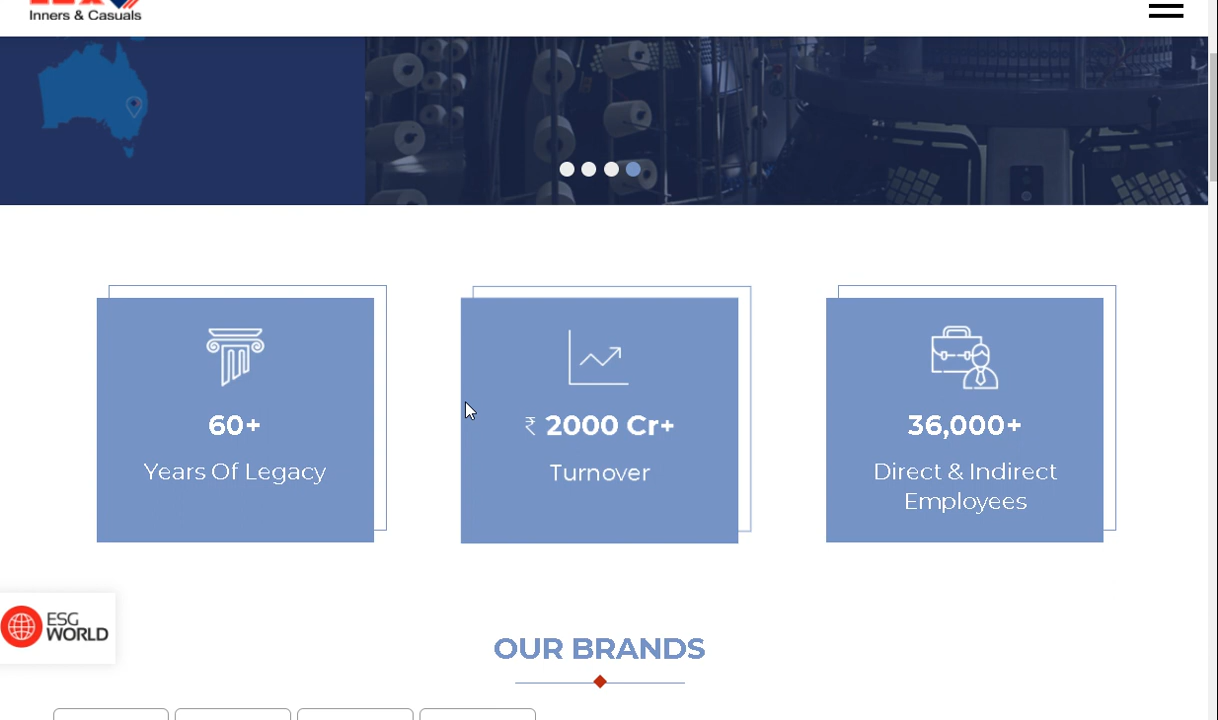 Inners & Casuals
60+
Years Of Legacy
₹ 2000 Cr+
Turnover
36,000+
Direct & Indirect
Employees
ESG
WORLD
OUR BRANDS